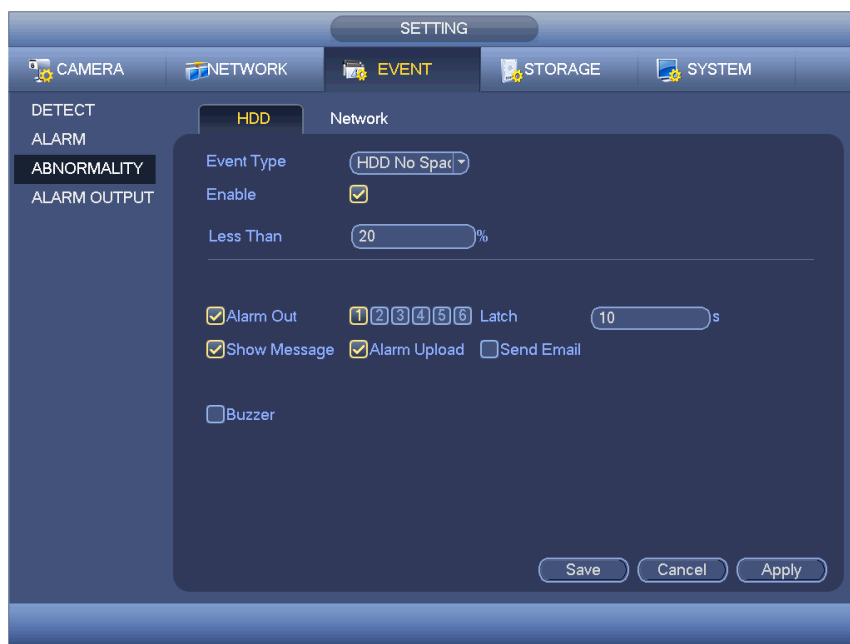 SETTING
CAMERA NETWORK EVENT STORAGE SYSTEM
DETECT
ALARM
ABNORMALITY
ALARM OUTPUT
HDD Network
Event Type HDD No Spac
Enable
Less Than 20 %
Alarm Out 1 2 3 4 5 6 Latch 10 s
Show Message Alarm Upload Send Email
Buzzer
Save Cancel Apply